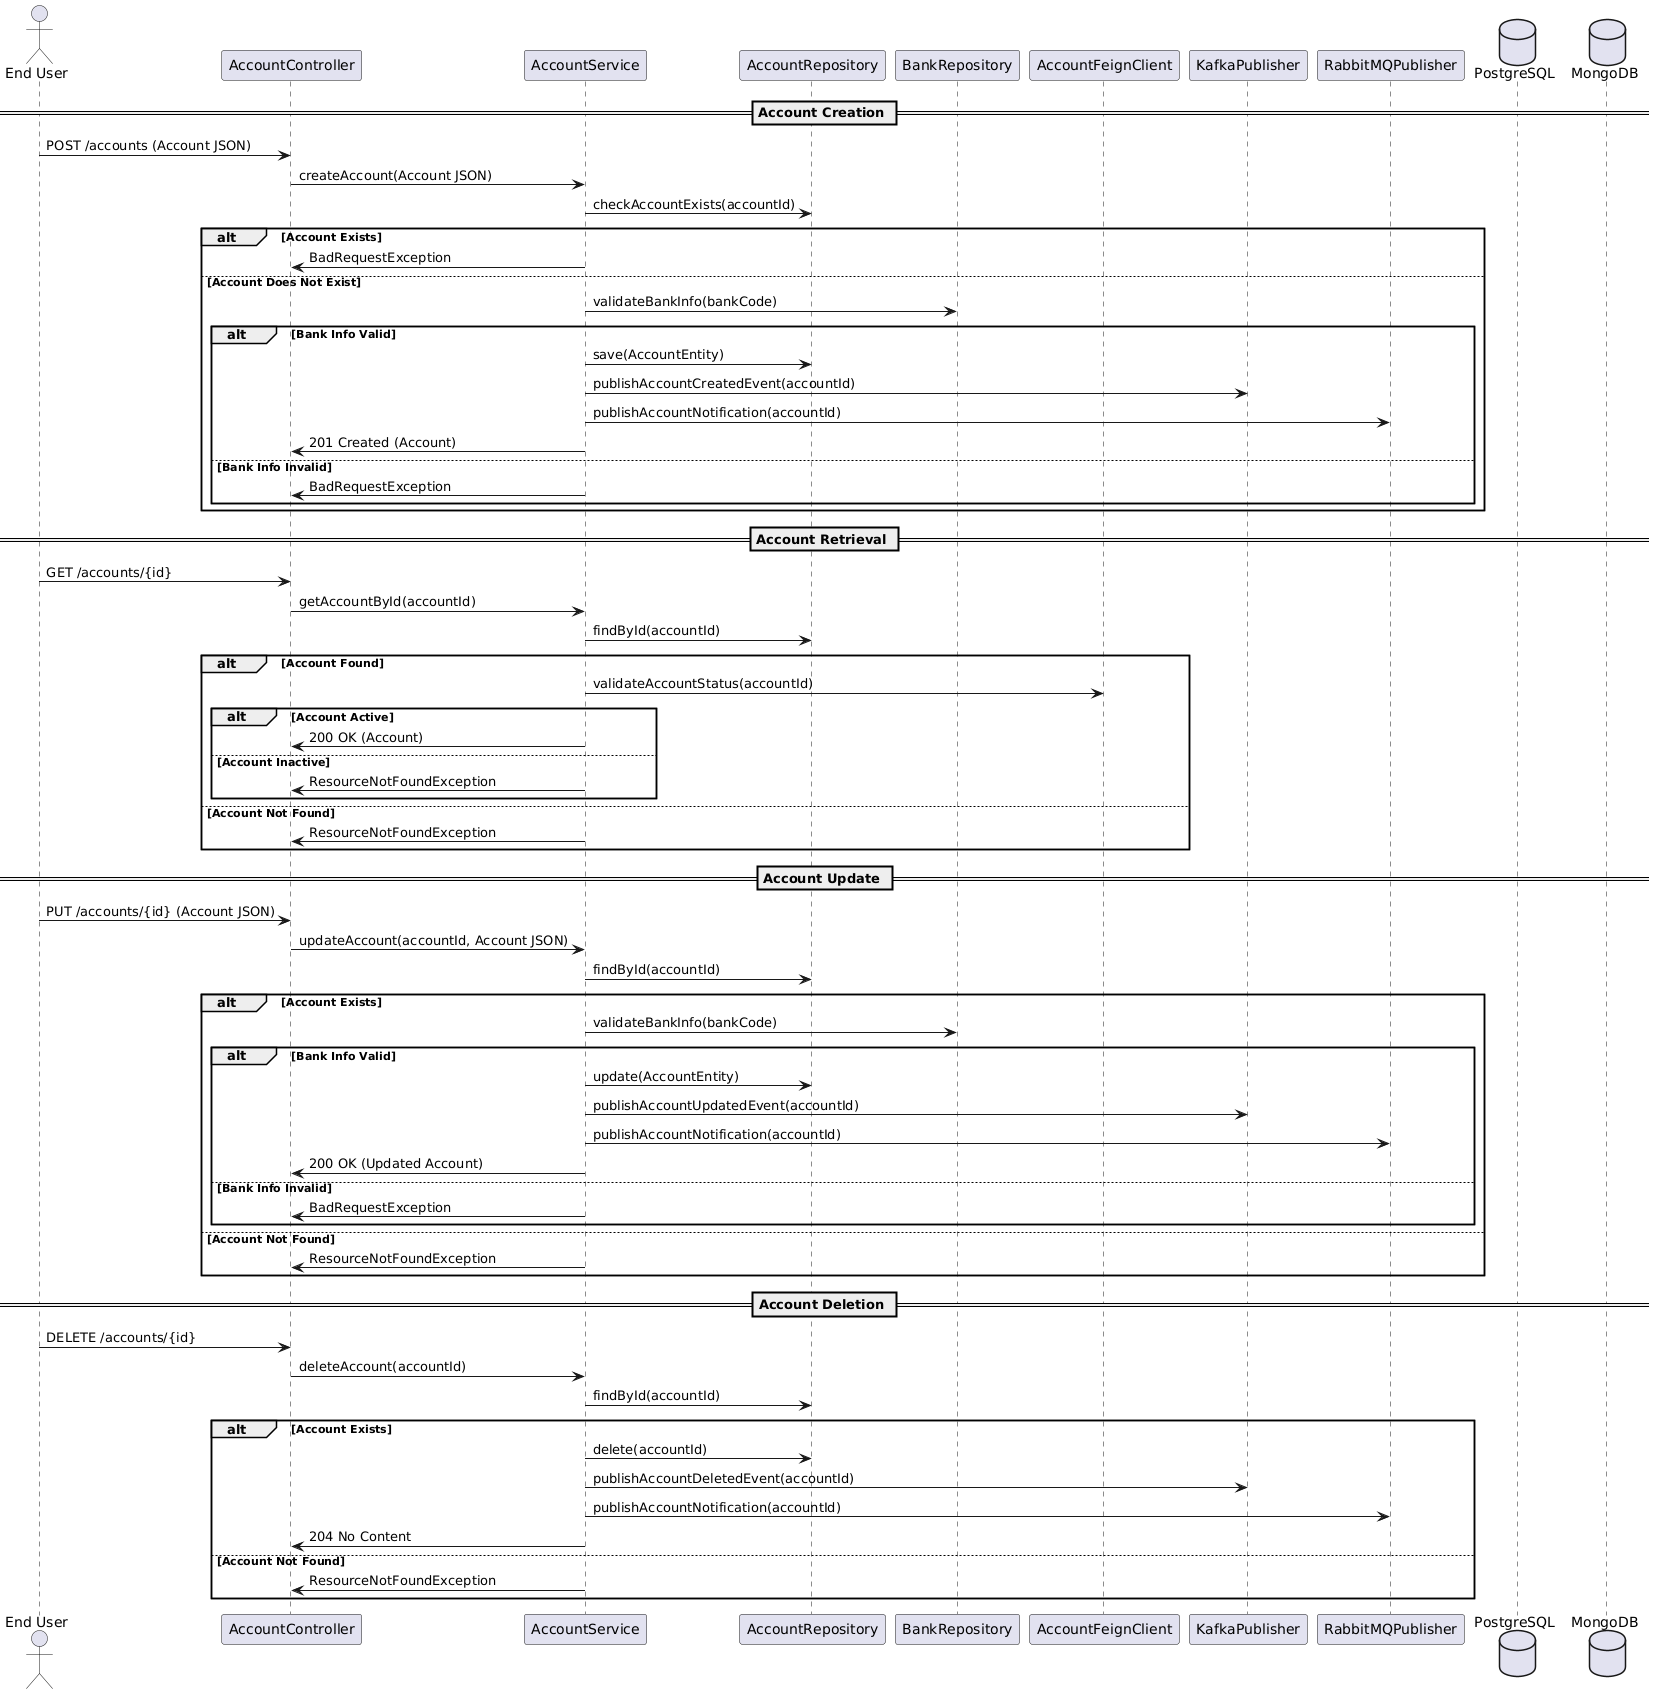 End User
AccountController
AccountService
AccountRepository
BankRepository
AccountFeignClient
KafkaPublisher
RabbitMQPublisher
PostgreSQL
MongoDB
Account Creation
POST /accounts (Account JSON)
createAccount(Account JSON)
checkAccountExists(accountId)
alt [Account Exists]
BadRequestException
[Account Does Not Exist]
validateBankInfo(bankCode)
alt [Bank Info Valid]
save(AccountEntity)
publishAccountCreatedEvent(accountId)
publishAccountNotification(accountId)
201 Created (Account)
[Bank Info Invalid]
BadRequestException
Account Retrieval
GET /accounts/{id}
getAccountById(accountId)
findById(accountId)
alt [Account Found]
validateAccountStatus(accountId)
alt [Account Active]
200 OK (Account)
[Account Inactive]
ResourceNotFoundException
[Account Not Found]
ResourceNotFoundException
Account Update
PUT /accounts/{id} (Account JSON)
updateAccount(accountId, Account JSON)
findById(accountId)
alt [Account Exists]
validateBankInfo(bankCode)
alt [Bank Info Valid]
update(AccountEntity)
publishAccountUpdatedEvent(accountId)
publishAccountNotification(accountId)
200 OK (Updated Account)
[Bank Info Invalid]
BadRequestException
[Account Not Found]
ResourceNotFoundException
Account Deletion
DELETE /accounts/{id}
deleteAccount(accountId)
findById(accountId)
alt [Account Exists]
delete(accountId)
publishAccountDeletedEvent(accountId)
publishAccountNotification(accountId)
204 No Content
[Account Not Found]
ResourceNotFoundException
End User
AccountController
AccountService
AccountRepository
BankRepository
AccountFeignClient
KafkaPublisher
RabbitMQPublisher
PostgreSQL
MongoDB